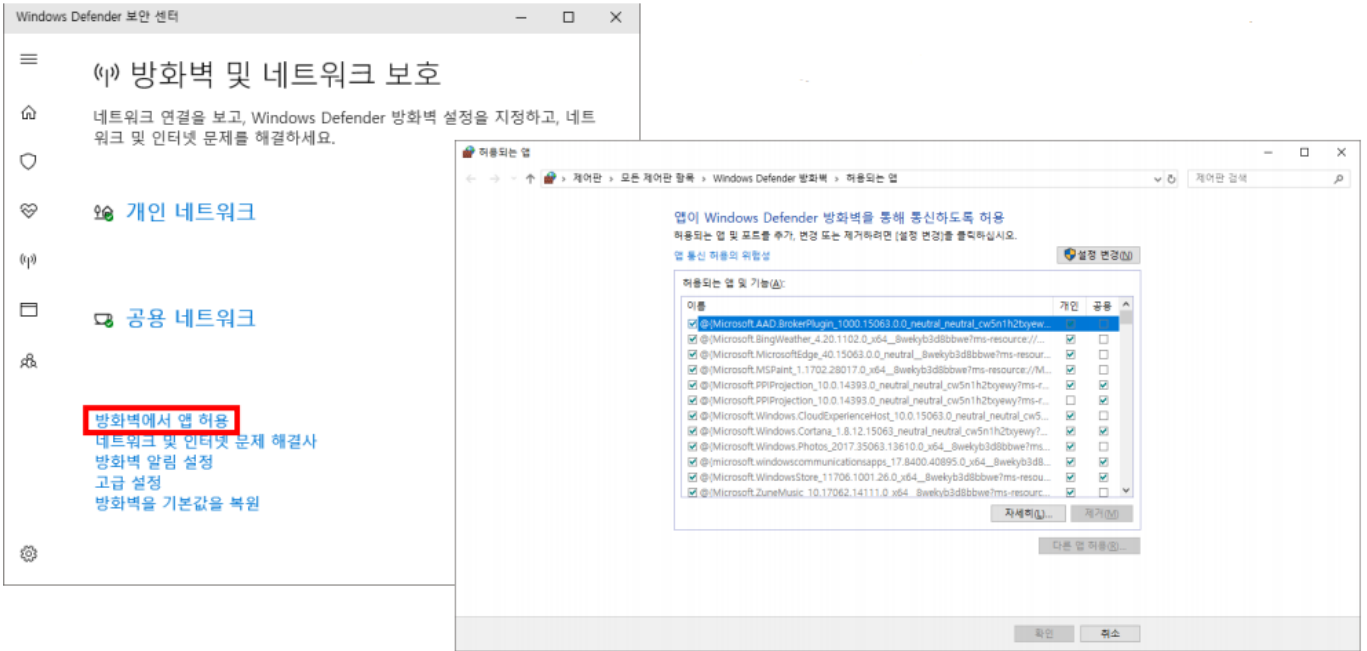 Windows Defender 보안 센터
방화벽 및 네트워크 보호
네트워크 연결을 보고, Windows Defender 방화벽 설정을 지정하고, 네트
워크 및 인터넷 문제를 해결하세요.
개인 네트워크
공용 네트워크
방화벽에서 앱 허용
네트워크 및 인터넷 문제 해결사
방화벽 알림 설정
고급 설정
방화벽을 기본값을 복원
허용되는 앱
제어판 › 모든 제어판 항목 › Windows Defender 방화벽 › 허용되는 앱
제어판 검색
앱이 Windows Defender 방화벽을 통해 통신하도록 허용
허용되는 앱 및 포트를 추가, 변경 또는 제거하려면 [설정 변경]을 클릭하십시오.
앱 통신 허용의 위험성
설정 변경(N)
허용되는 앱 및 기능(A):
이름 개인 공용
@{Microsoft.AAD.BrokerPlugin_1000.15063.0.0_neutral_neutral_cw5n1h2txyew...
@{Microsoft.BingWeather_4.20.1102.0_x64__8wekyb3d8bbwe?ms-resource://...
@{Microsoft.MicrosoftEdge_40.15063.0.0_neutral__8wekyb3d8bbwe?ms-resour...
@{Microsoft.MSPaint_1.1702.28017.0_x64__8wekyb3d8bbwe?ms-resource://M...
@{Microsoft.PPIProjection_10.0.14393.0_neutral_neutral_cw5n1h2txyewy?ms-r...
@{Microsoft.PPIProjection_10.0.14393.0_neutral_neutral_cw5n1h2txyewy?ms-r...
@{Microsoft.Windows.CloudExperienceHost_10.0.15063.0_neutral_neutral_cw5...
@{Microsoft.Windows.Cortana_1.8.12.15063_neutral_neutral_cw5n1h2txyewy?...
@{Microsoft.Windows.Photos_2017.35063.13610.0_x64__8wekyb3d8bbwe?ms...
@{microsoft.windowscommunicationsapps_17.8400.40895.0_x64__8wekyb3d8...
@{Microsoft.WindowsStore_11706.1001.26.0_x64__8wekyb3d8bbwe?ms-resou...
@{Microsoft.ZuneMusic_10.17062.14111.0_x64__8wekyb3d8bbwe?ms-resourc...
자세히(L)... 제거(M)
다른 앱 허용(R)...
확인 취소